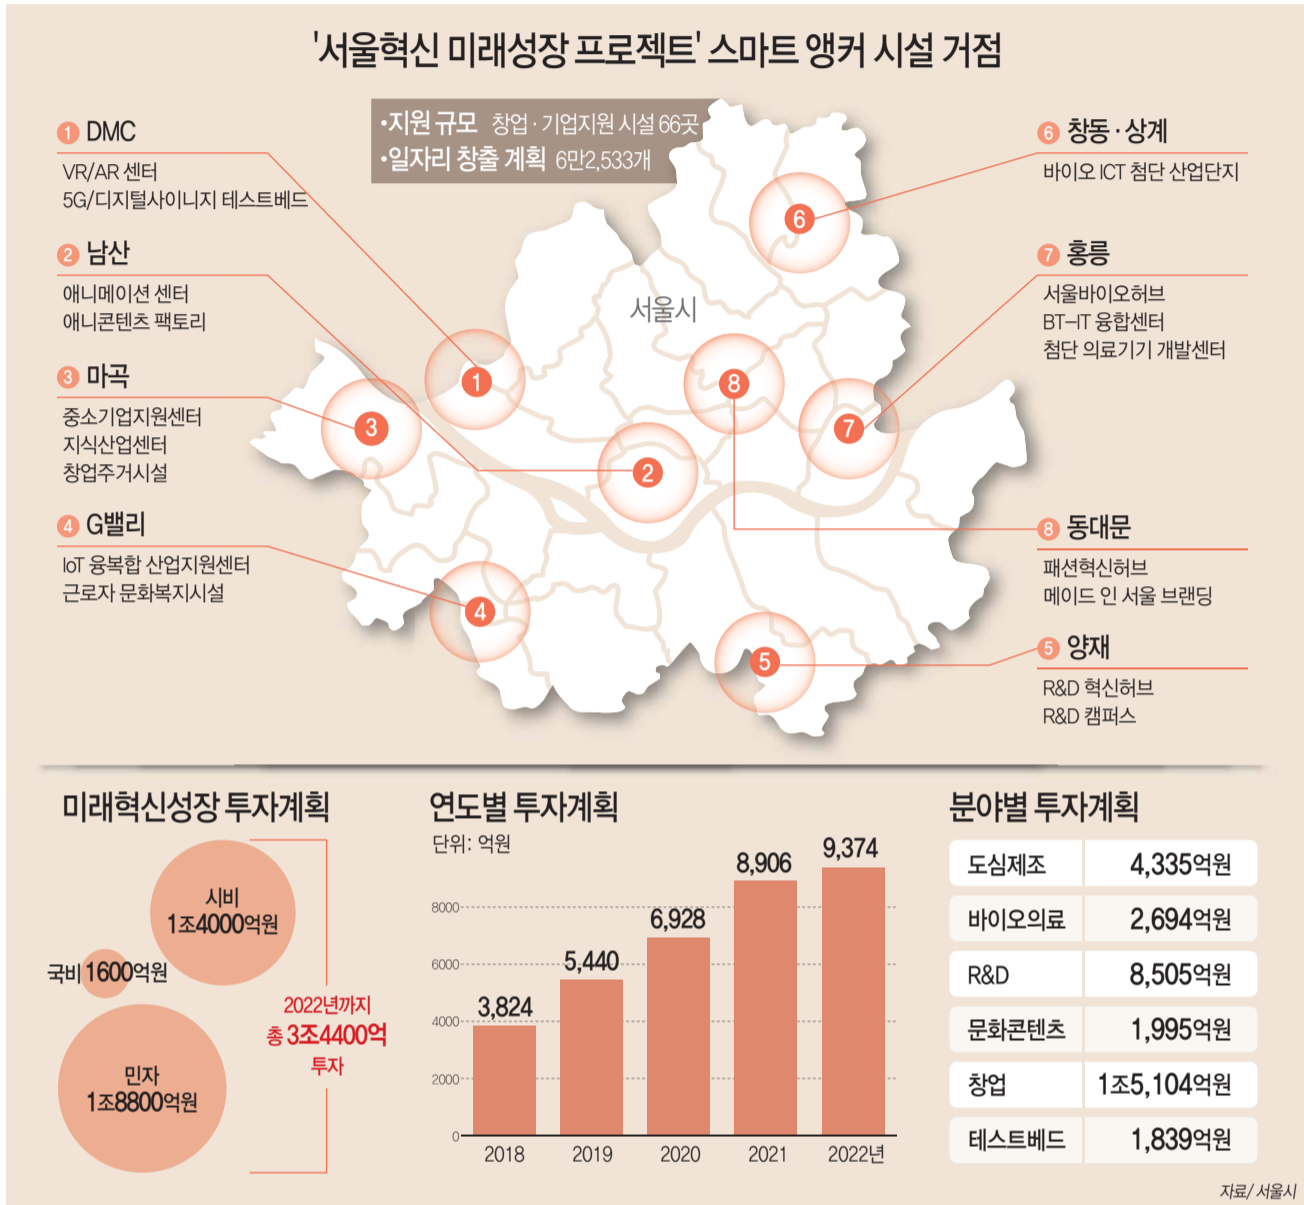 '서울혁신 미래성장 프로젝트' 스마트 앵커 시설 거점
•지원 규모 창업·기업지원 시설 66곳
•일자리 창출 계획 6만2,533개
1 DMC
VR/AR 센터
5G/디지털사이니지 테스트베드
2 남산
애니메이션 센터
애니콘텐츠 팩토리
3 마곡
중소기업지원센터
지식산업센터
창업주거시설
4 G밸리
IoT 융복합 산업지원센터
근로자 문화복지시설
서울시
1
2
3
4
5
6
7
8
6 창동·상계
바이오 ICT 첨단 산업단지
7 홍릉
서울바이오허브
BT-IT 융합센터
첨단 의료기기 개발센터
8 동대문
패션혁신허브
메이드 인 서울 브랜딩
5 양재
R&D 혁신허브
R&D 캠퍼스
미래혁신성장 투자계획
시비
1조4000억원
국비 1600억원
민자
1조8800억원
2022년까지
총 3조4400억
투자
연도별 투자계획
단위: 억원
8000
6000
4000
2000
0
3,824
5,440
6,928
8,906
9,374
2018
2019
2020
2021
2022년
분야별 투자계획
도심제조 4,335억원
바이오의료 2,694억원
R&D 8,505억원
문화콘텐츠 1,995억원
창업 1조5,104억원
테스트베드 1,839억원
자료/ 서울시